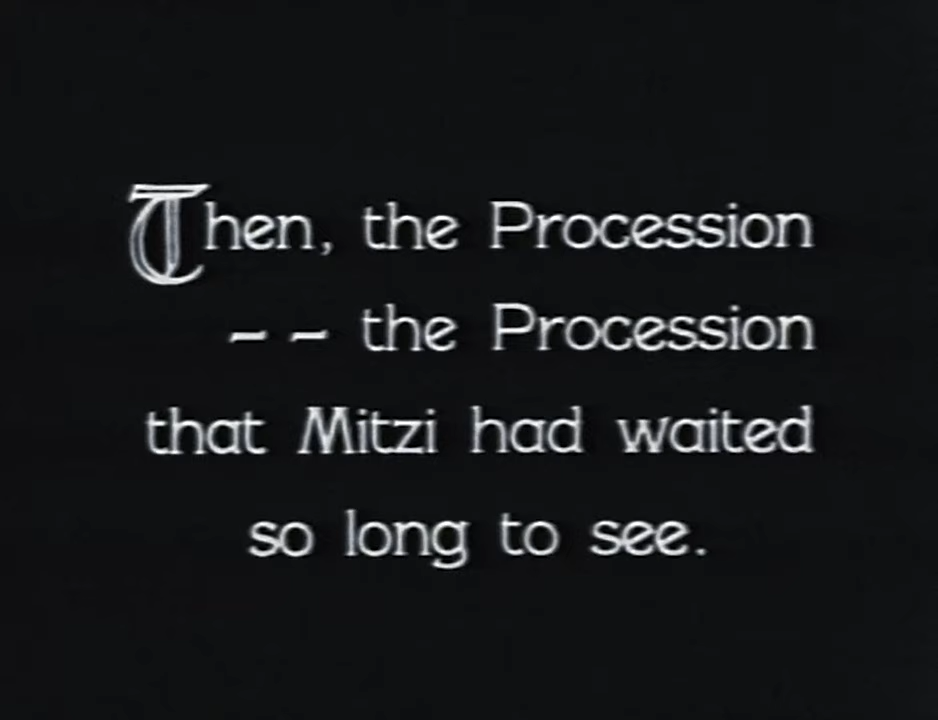 Then, the Procession
-- the Procession
that Mitzi had waited
so long to see.